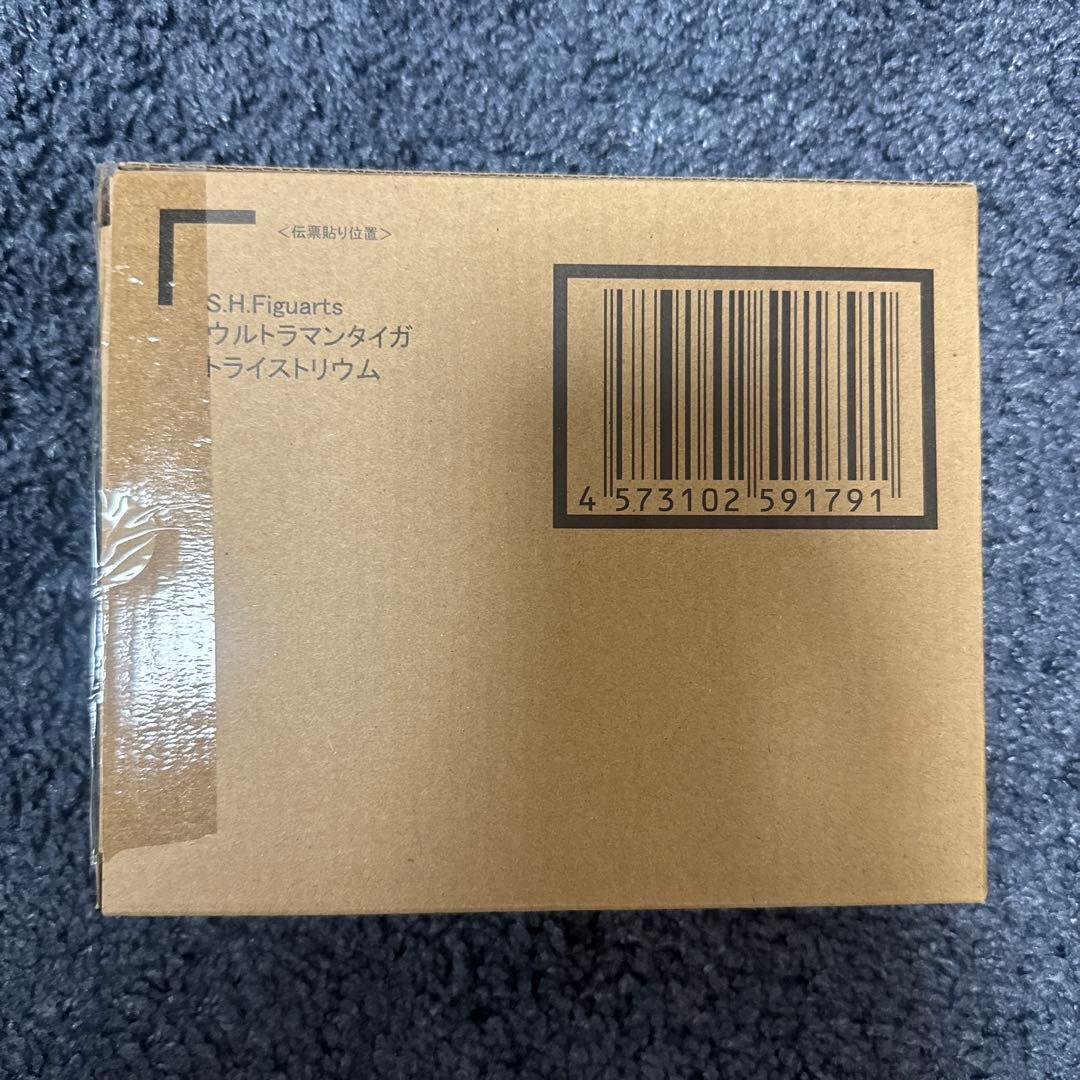 ＜伝票貼り位置＞
S.H.Figuarts
ウルトラマンタイガ
トライストリウム
4 573102 591791